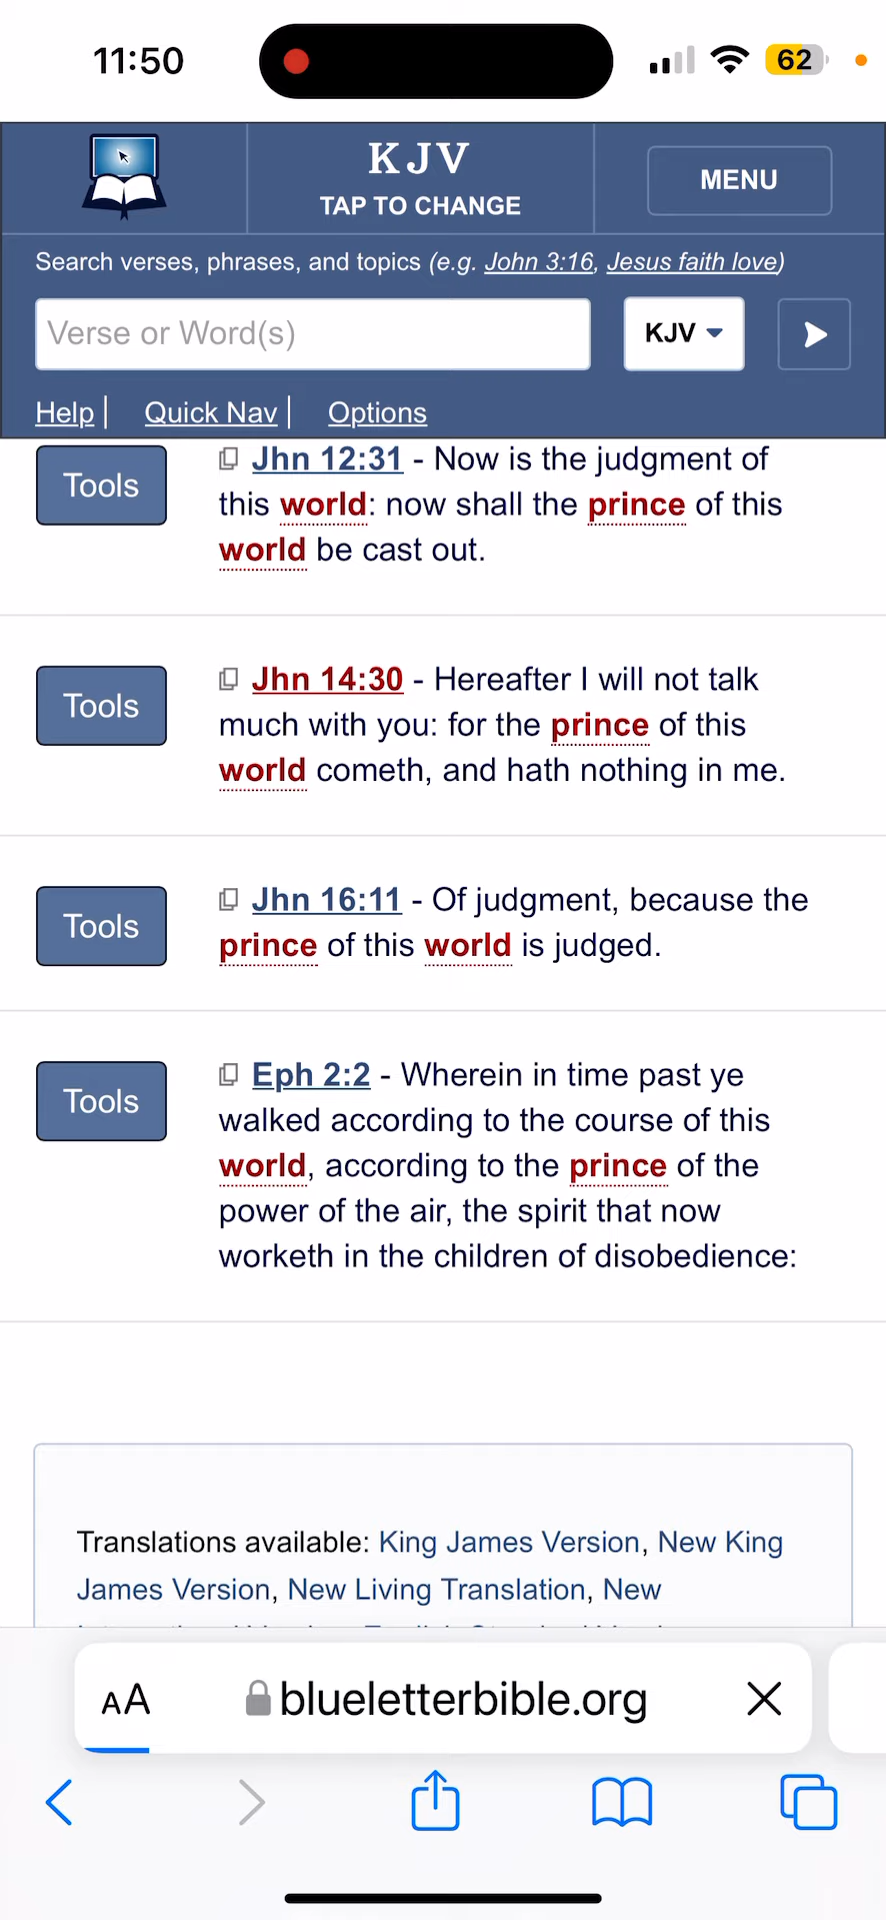 11:50
62
KJV
TAP TO CHANGE
MENU
Search verses, phrases, and topics (e.g. John 3:16, Jesus faith love)
Verse or Word(s)
KJV
Help | Quick Nav | Options
Tools
Jhn 12:31 - Now is the judgment of
this world: now shall the prince of this
world be cast out.
Tools
Jhn 14:30 - Hereafter I will not talk
much with you: for the prince of this
world cometh, and hath nothing in me.
Tools
Jhn 16:11 - Of judgment, because the
prince of this world is judged.
Tools
Eph 2:2 - Wherein in time past ye
walked according to the course of this
world, according to the prince of the
power of the air, the spirit that now
worketh in the children of disobedience:
Translations available: King James Version, New King
James Version, New Living Translation, New
AA
blueletterbible.org